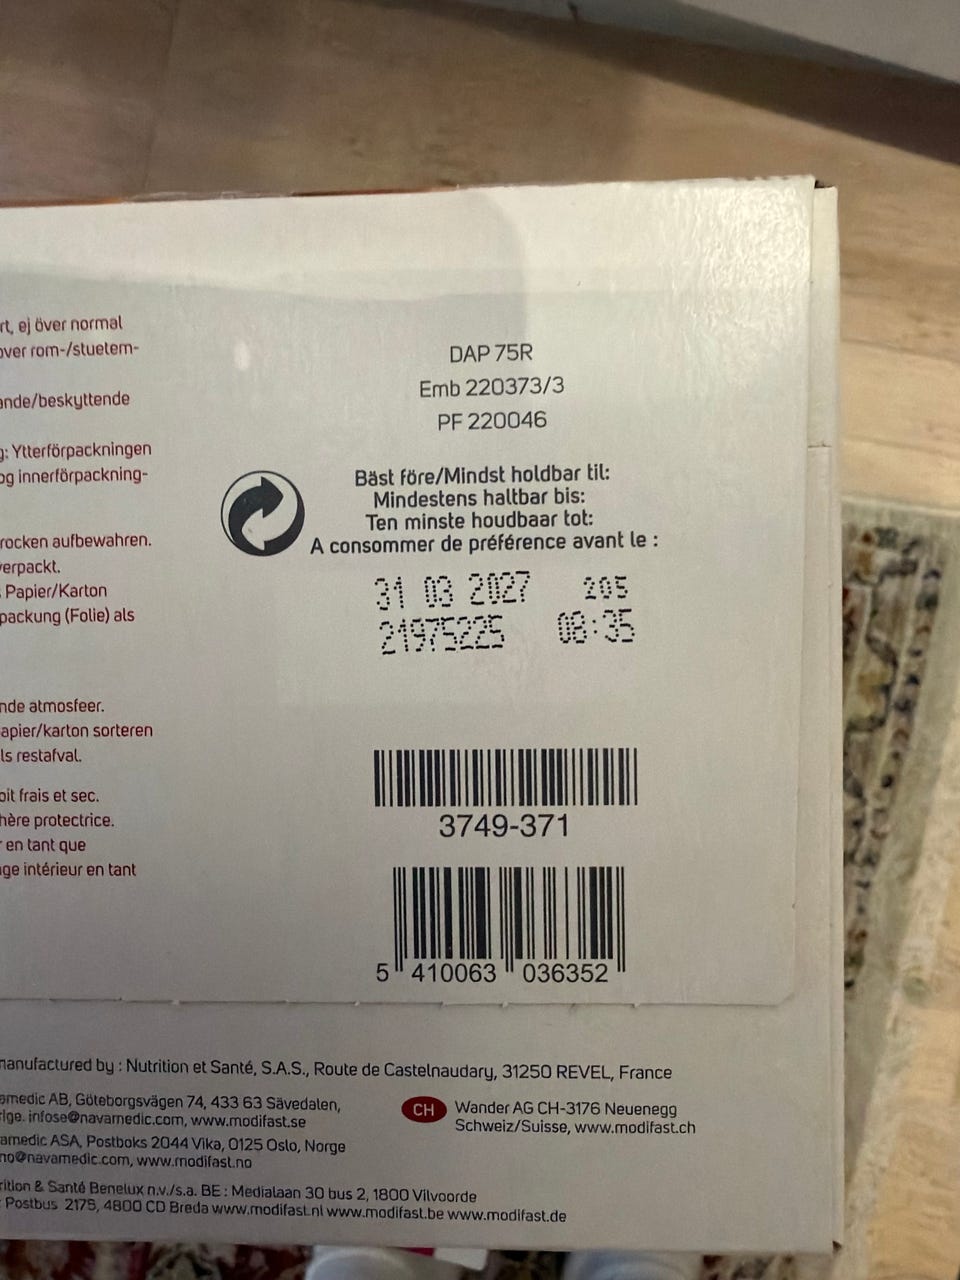 rt, ej över normal
over rom-/stuetem-
ande/beskyttende
g: Ytterförpackningen
og innerförpackning-
rocken aufbewahren.
verpackt.
: Papier/Karton
packung (Folie) als
nde atmosfeer.
apier/karton sorteren
ls restafval.
oit frais et sec.
hère protectrice.
r en tant que
ge intérieur en tant
DAP 75R
Emb 220373/3
PF 220046
Bäst före/Mindst holdbar til:
Mindestens haltbar bis:
Ten minste houdbaar tot:
A consommer de préférence avant le :
31 03 2027 205
21975225 08:35
3749-371
5 410063 036352
manufactured by : Nutrition et Santé, S.A.S., Route de Castelnaudary, 31250 REVEL, France
amedic AB, Göteborgsvägen 74, 433 63 Sävedalen,
rige. infose@navamedic.com, www.modifast.se
amedic ASA, Postboks 2044 Vika, 0125 Oslo, Norge
no@navamedic.com, www.modifast.no
CH Wander AG CH-3176 Neuenegg
Schweiz/Suisse, www.modifast.ch
rition & Santé Benelux n.v./s.a. BE : Medialaan 30 bus 2, 1800 Vilvoorde
: Postbus 2175, 4800 CD Breda www.modifast.nl www.modifast.be www.modifast.de